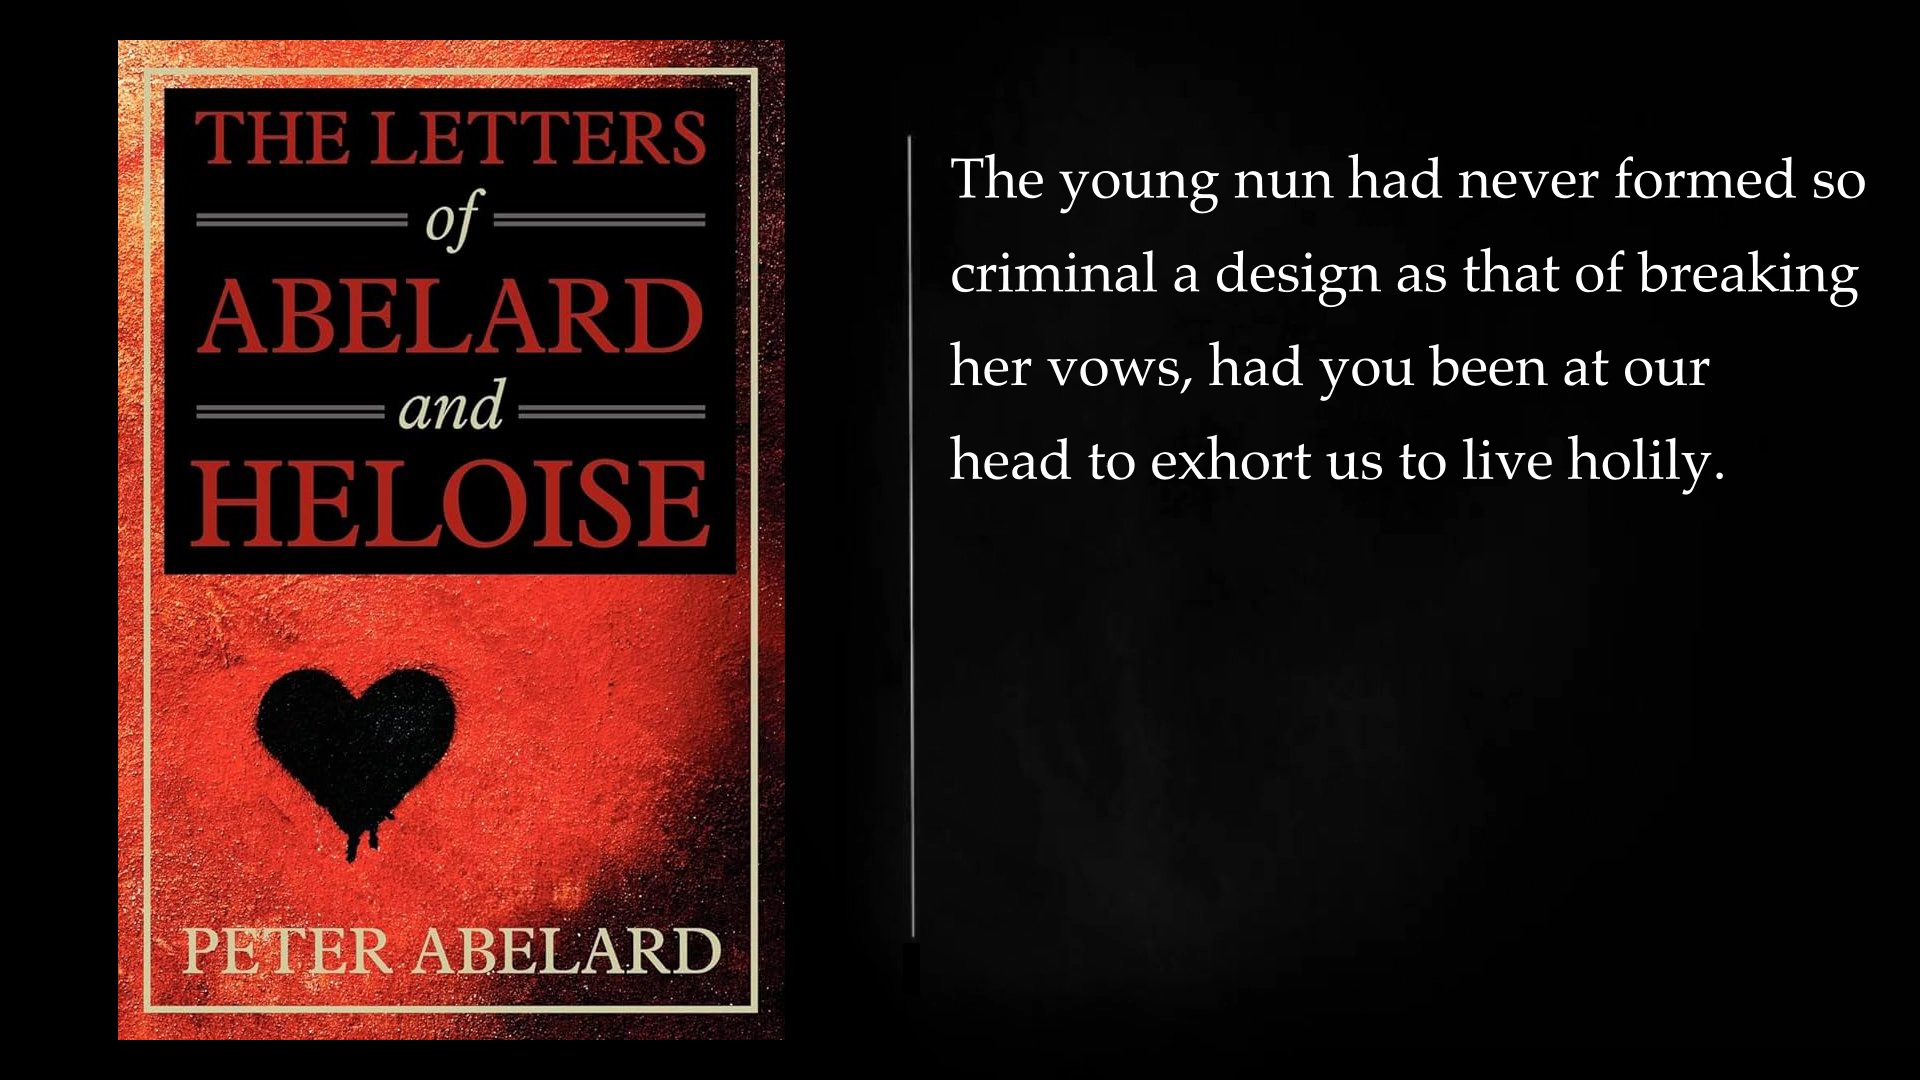 THE LETTERS
of
ABELARD
and
HELOISE
PETER ABELARD
The young nun had never formed so
criminal a design as that of breaking
her vows, had you been at our
head to exhort us to live holily.